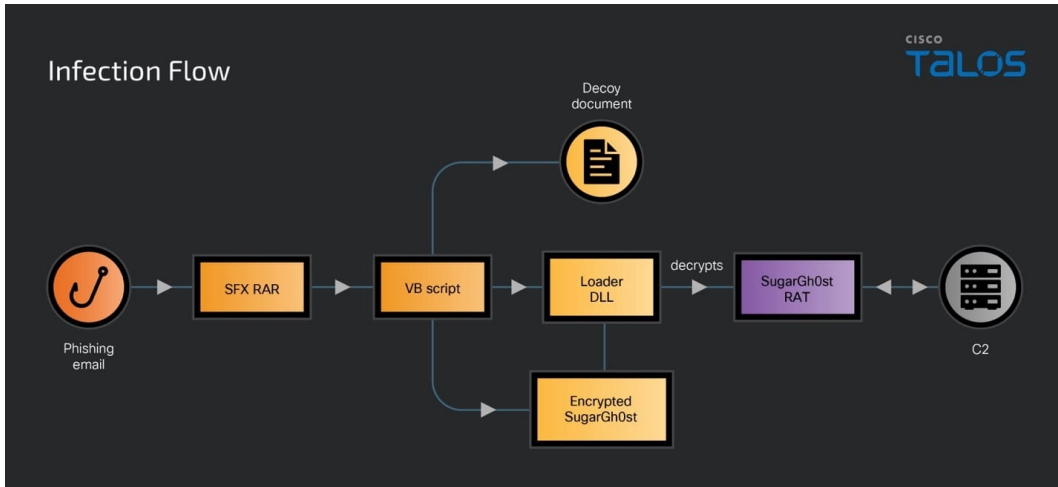 Infection Flow
CISCO
TALOS
Decoy
document
Phishing
email
SFX RAR
VB script
Loader
DLL
decrypts
SugarGh0st
RAT
C2
Encrypted
SugarGh0st